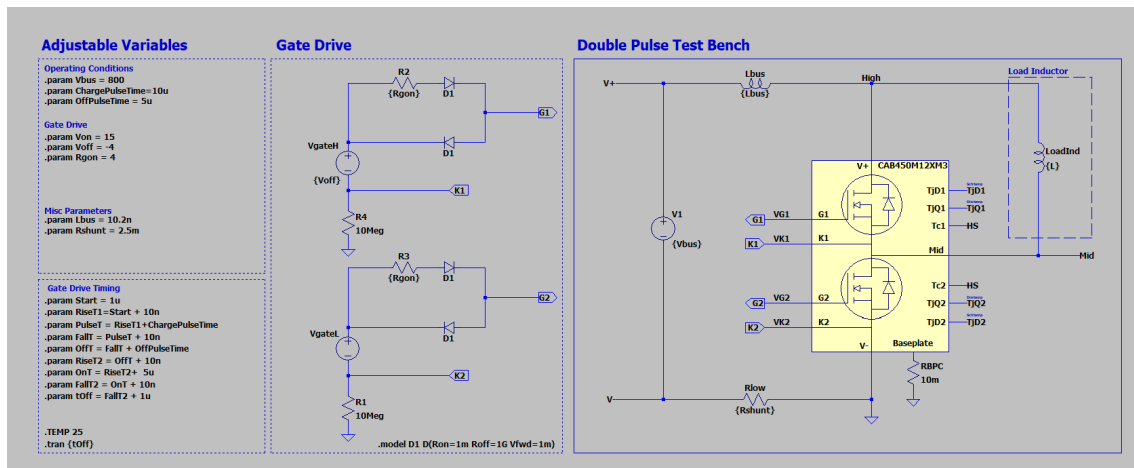 Adjustable Variables
Operating Conditions
.param Vbus = 800
.param ChargePulseTime=10u
.param OffPulseTime = 5u
Gate Drive
.param Von = 15
.param Voff = -4
.param Rgon = 4
Misc Parameters
.param Lbus = 10.2n
.param Rshunt = 2.5m
Gate Drive Timing
.param Start = 1u
.param RiseT1=Start + 10n
.param PulseT = RiseT1+ChargePulseTime
.param FallT = PulseT + 10n
.param OffT = FallT + OffPulseTime
.param RiseT2 = OffT + 10n
.param OnT = RiseT2+ 5u
.param FallT2 = OnT + 10n
.param tOff = FallT2 + 1u
.TEMP 25
.tran {tOff}
Gate Drive
R2
{Rgon}
D1
G1
D1
VgateH
{Voff}
K1
R4
10Meg
R3
{Rgon}
D1
G2
D1
VgateL
K2
R1
10Meg
.model D1 D(Ron=1m Roff=1G Vfwd=1m)
Double Pulse Test Bench
V+
Lbus
{Lbus}
High
Load Inductor
LoadInd
{L}
V1
{Vbus}
V+
CAB450M12XM3
TjD1
TjD1
TjQ1
TjQ1
Tc1
HS
G1
VG1
G1
K1
VK1
K1
Mid
Mid
Tc2
HS
G2
VG2
G2
TjQ2
TjQ2
K2
VK2
K2
TjD2
TjD2
V-
Baseplate
RBPC
10m
V-
Rlow
{Rshunt}